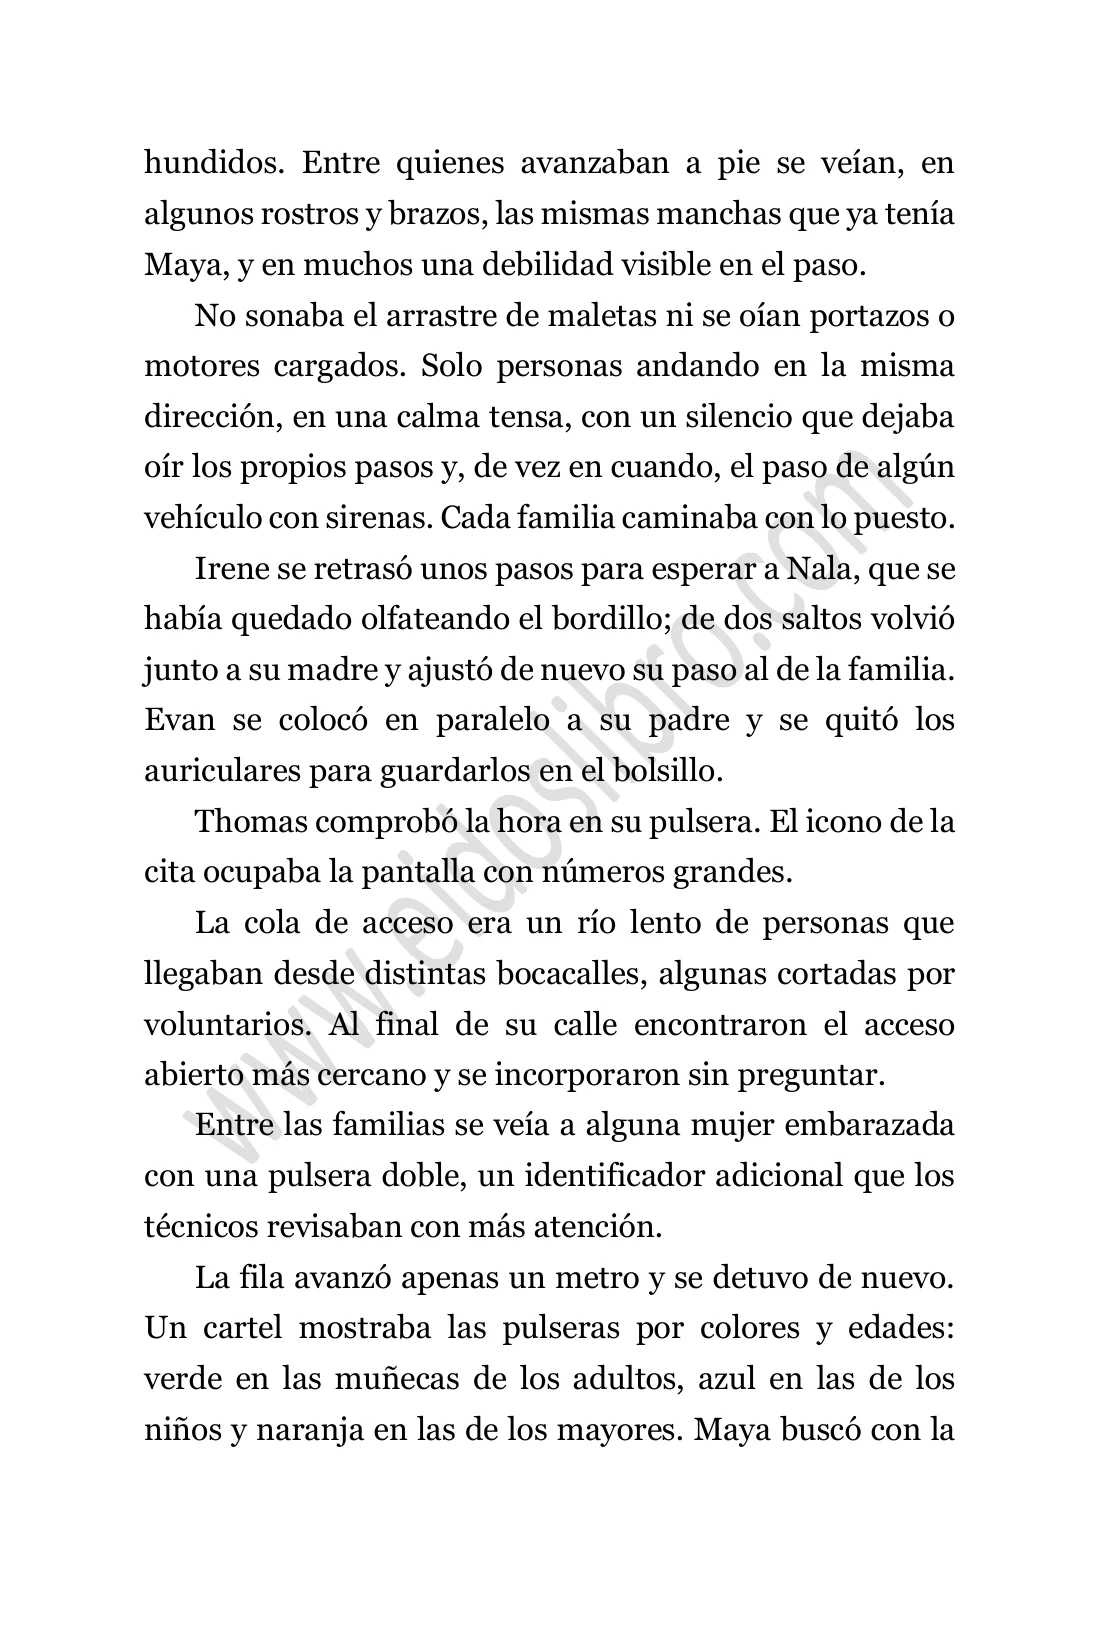 hundidos. Entre quienes avanzaban a pie se veían, en
algunos rostros y brazos, las mismas manchas que ya tenía
Maya, y en muchos una debilidad visible en el paso.
No sonaba el arrastre de maletas ni se oían portazos o
motores cargados. Solo personas andando en la misma
dirección, en una calma tensa, con un silencio que dejaba
oír los propios pasos y, de vez en cuando, el paso de algún
vehículo con sirenas. Cada familia caminaba con lo puesto.
Irene se retrasó unos pasos para esperar a Nala, que se
había quedado olfateando el bordillo; de dos saltos volvió
junto a su madre y ajustó de nuevo su paso al de la familia.
Evan se colocó en paralelo a su padre y se quitó los
auriculares para guardarlos en el bolsillo.
Thomas comprobó la hora en su pulsera. El icono de la
cita ocupaba la pantalla con números grandes.
La cola de acceso era un río lento de personas que
llegaban desde distintas bocacalles, algunas cortadas por
voluntarios. Al final de su calle encontraron el acceso
abierto más cercano y se incorporaron sin preguntar.
Entre las familias se veía a alguna mujer embarazada
con una pulsera doble, un identificador adicional que los
técnicos revisaban con más atención.
La fila avanzó apenas un metro y se detuvo de nuevo.
Un cartel mostraba las pulseras por colores y edades:
verde en las muñecas de los adultos, azul en las de los
niños y naranja en las de los mayores. Maya buscó con la
www.eidoslibro.com